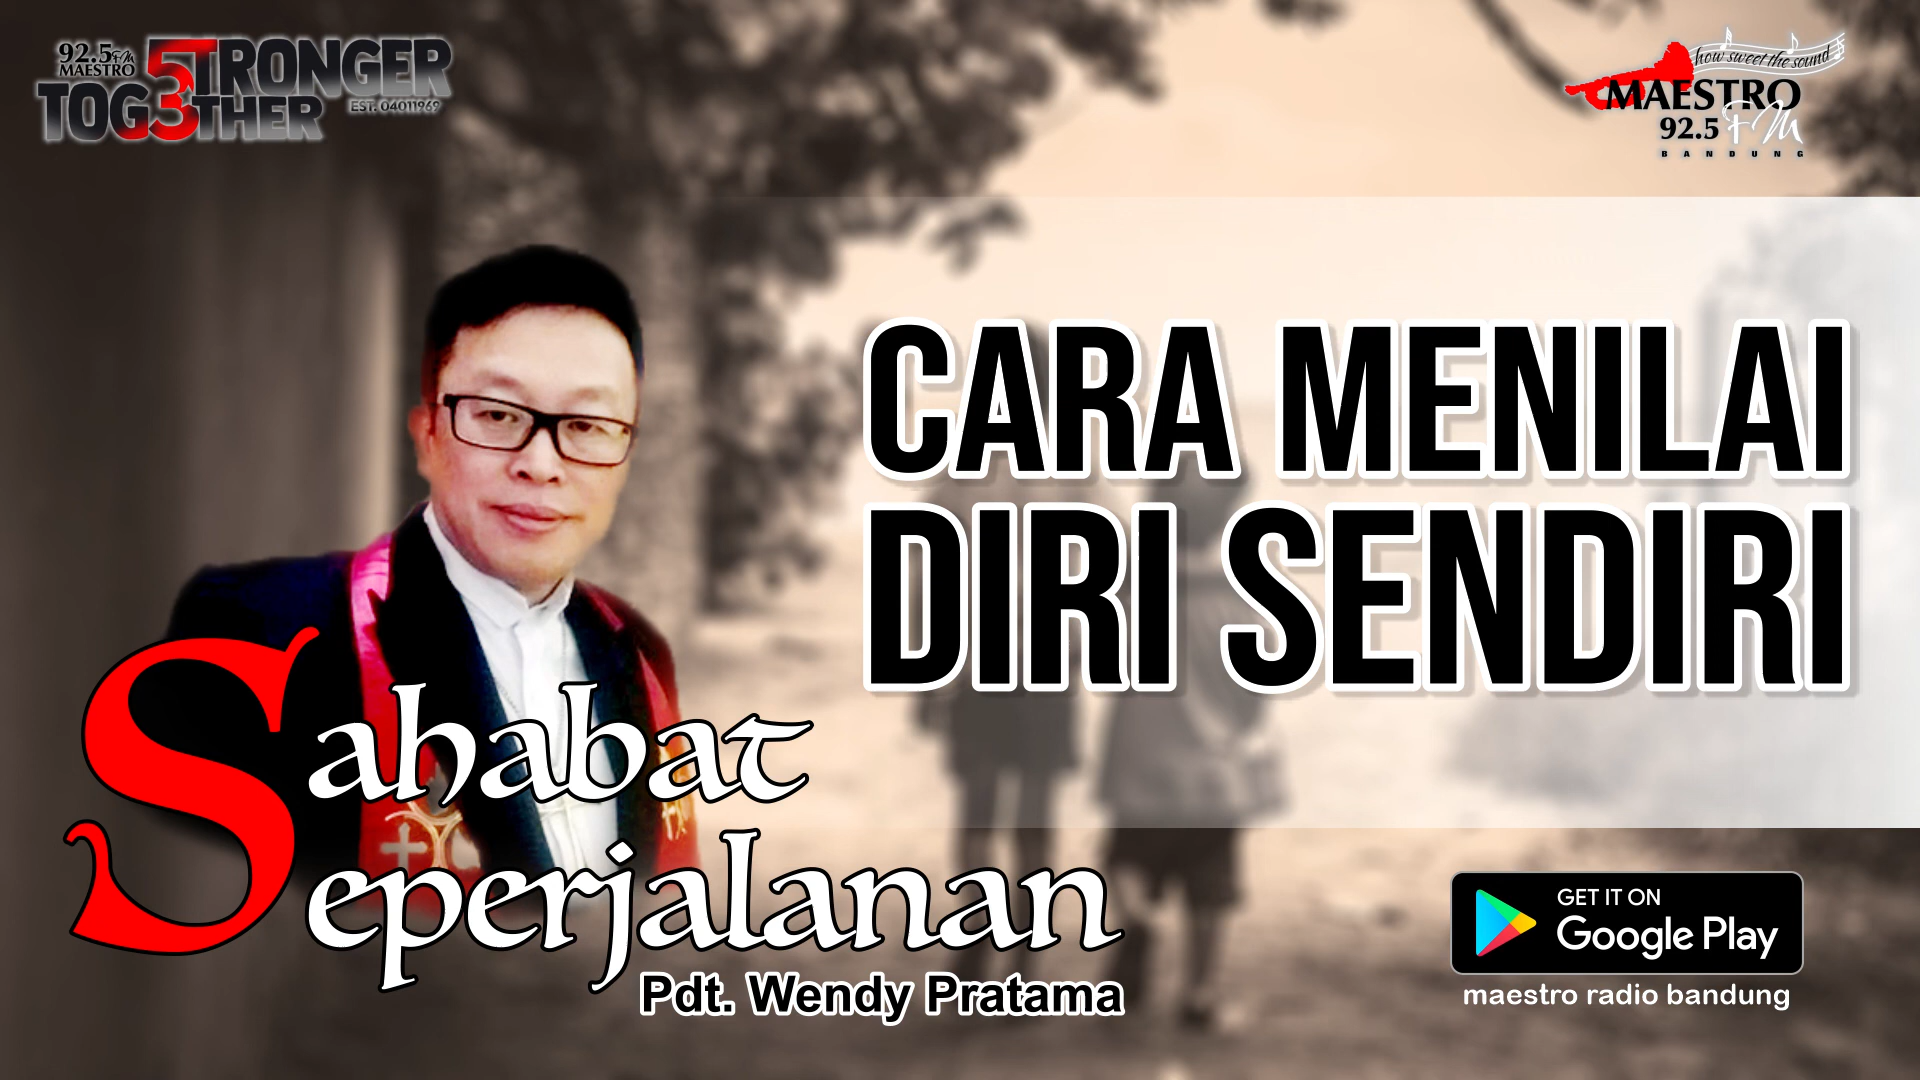 92.5 FM
MAESTRO
5TRONGER
TOG3THER
EST. 04011969
how sweet the sound
MAESTRO
92.5 FM
BANDUNG
CARA MENILAI
DIRI SENDIRI
Sahabat
Seperjalanan
Pdt. Wendy Pratama
GET IT ON
Google Play
maestro radio bandung